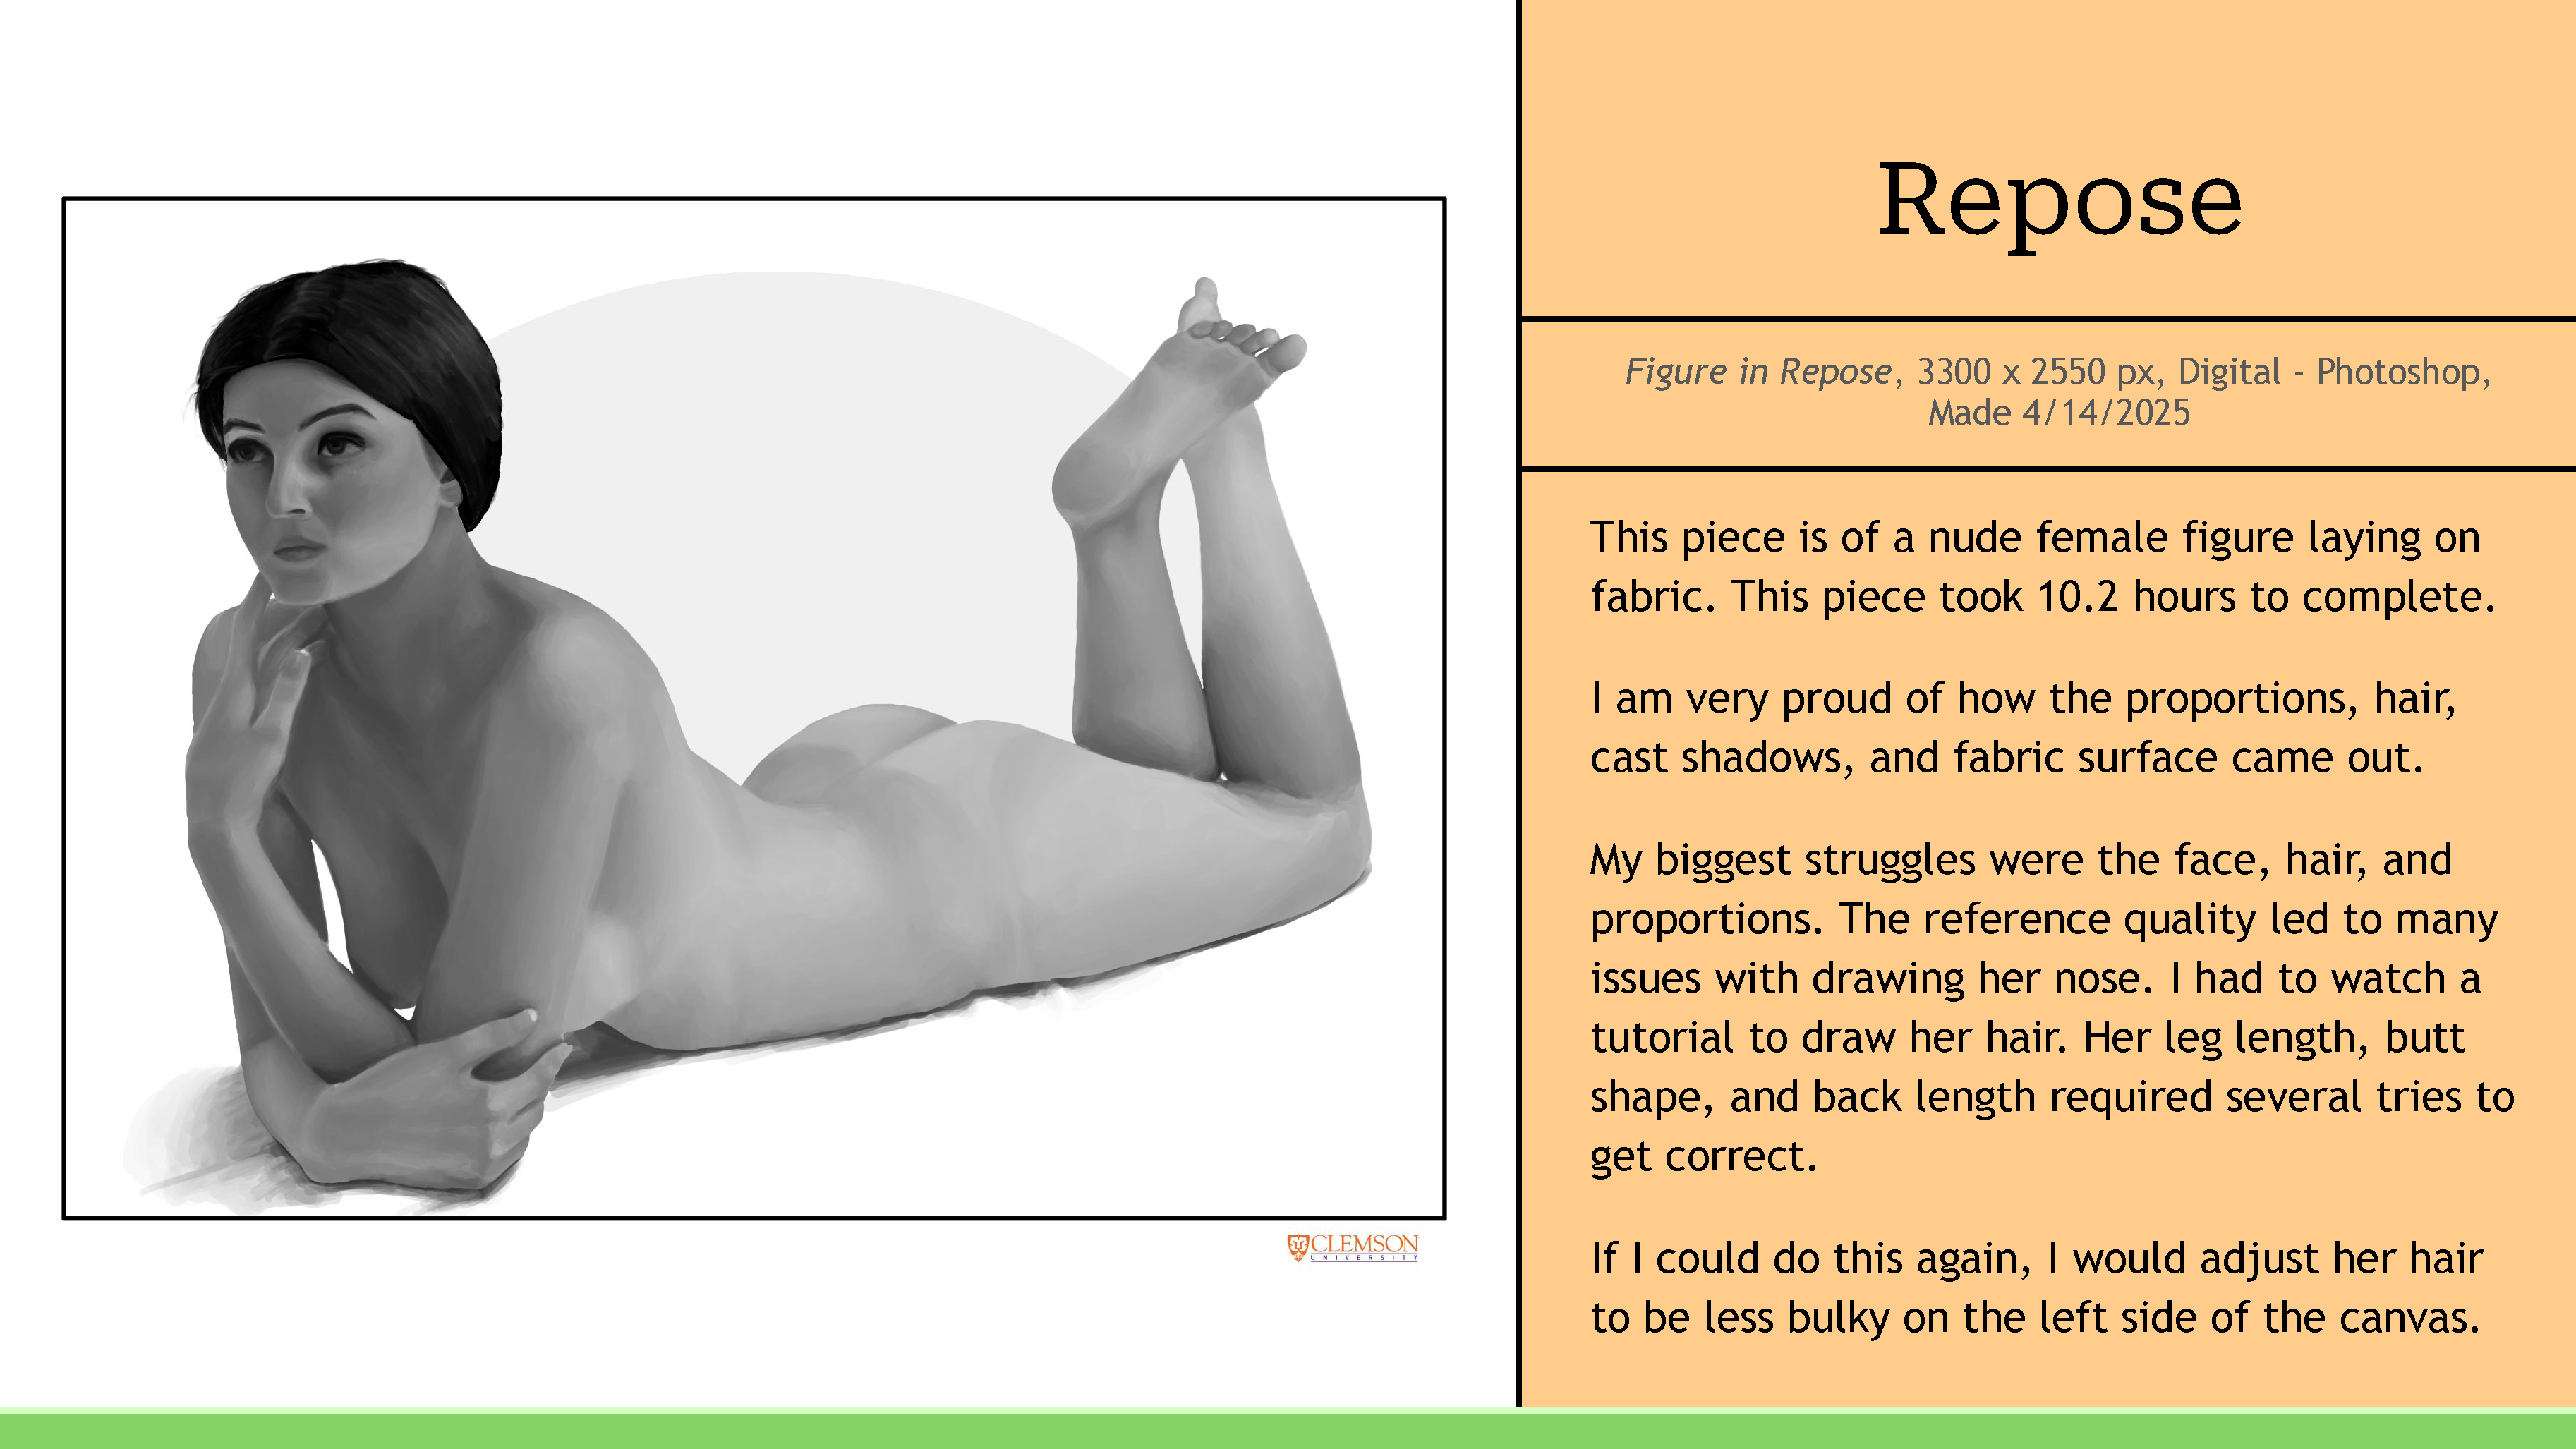 Repose
Figure in Repose, 3300 x 2550 px, Digital - Photoshop,
Made 4/14/2025
This piece is of a nude female figure laying on
fabric. This piece took 10.2 hours to complete.
I am very proud of how the proportions, hair,
cast shadows, and fabric surface came out.
My biggest struggles were the face, hair, and
proportions. The reference quality led to many
issues with drawing her nose. I had to watch a
tutorial to draw her hair. Her leg length, butt
shape, and back length required several tries to
get correct.
If I could do this again, I would adjust her hair
to be less bulky on the left side of the canvas.
CLEMSON
UNIVERSITY